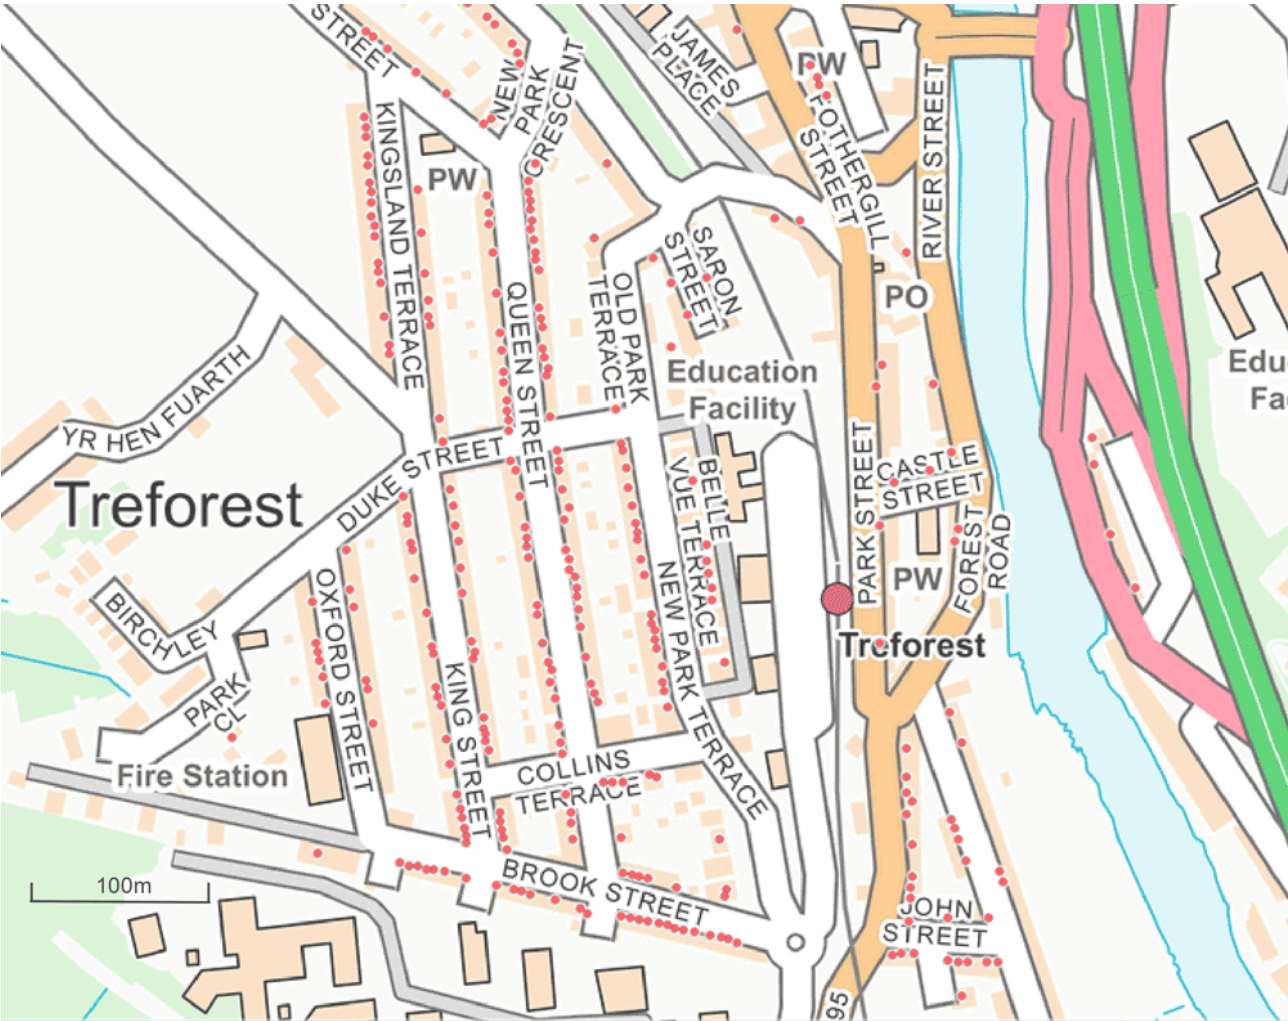 STREET
NEW
PARK
CRESCENT
JAMES
PLACE
PW
FOTHERGILL
STREET
RIVER STREET
KINGSLAND TERRACE
PW
SARON
STREET
OLD PARK
TERRACE
QUEEN STREET
PO
Education
Facility
Edu
Fa
YR HEN FUARTH
DUKE STREET
Treforest
PARK STREET
CASTLE
STREET
BELLE
VUE TERRACE
FOREST
ROAD
PW
NEW PARK TERRACE
OXFORD STREET
BIRCHLEY
PARK
CL
KING STREET
Treforest
Fire Station
COLLINS
TERRACE
100m
BROOK STREET
JOHN
STREET
95